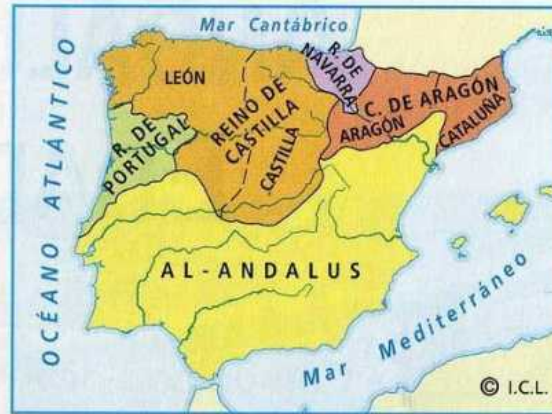 Mar Cantábrico
OCÉANO ATLÁNTICO
LEÓN
R. DE
NAVARRA
R. DE
PORTUGAL
REINO DE
CASTILLA
CASTILLA
C. DE ARAGÓN
ARAGÓN
CATALUÑA
AL-ANDALUS
Mar Mediterráneo
© I.C.L.